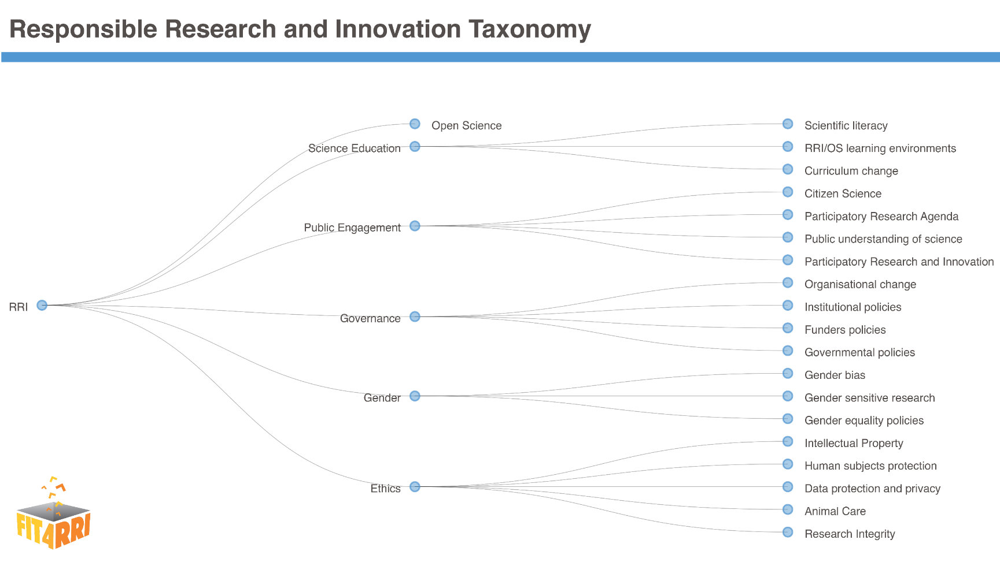 Responsible Research and Innovation Taxonomy
Open Science
Scientific literacy
Science Education
RRI/OS learning environments
Curriculum change
Citizen Science
Participatory Research Agenda
Public Engagement
Public understanding of science
Participatory Research and Innovation
Organisational change
RRI
Institutional policies
Governance
Funders policies
Governmental policies
Gender bias
Gender
Gender sensitive research
Gender equality policies
Intellectual Property
Human subjects protection
Ethics
Data protection and privacy
Animal Care
Research Integrity
FIT4RRI